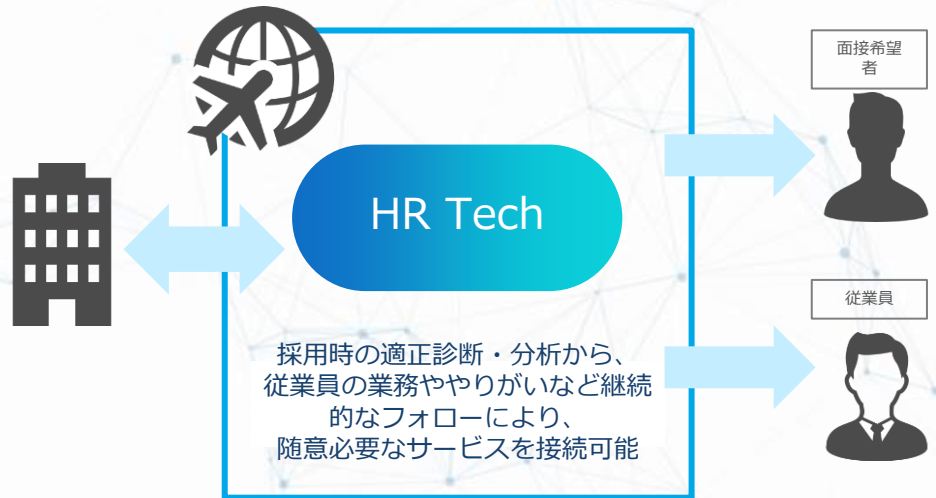 面接希望
者
HR Tech
従業員
採用時の適正診断・分析から、
従業員の業務ややりがいなど継続
的なフォローにより、
随意必要なサービスを接続可能